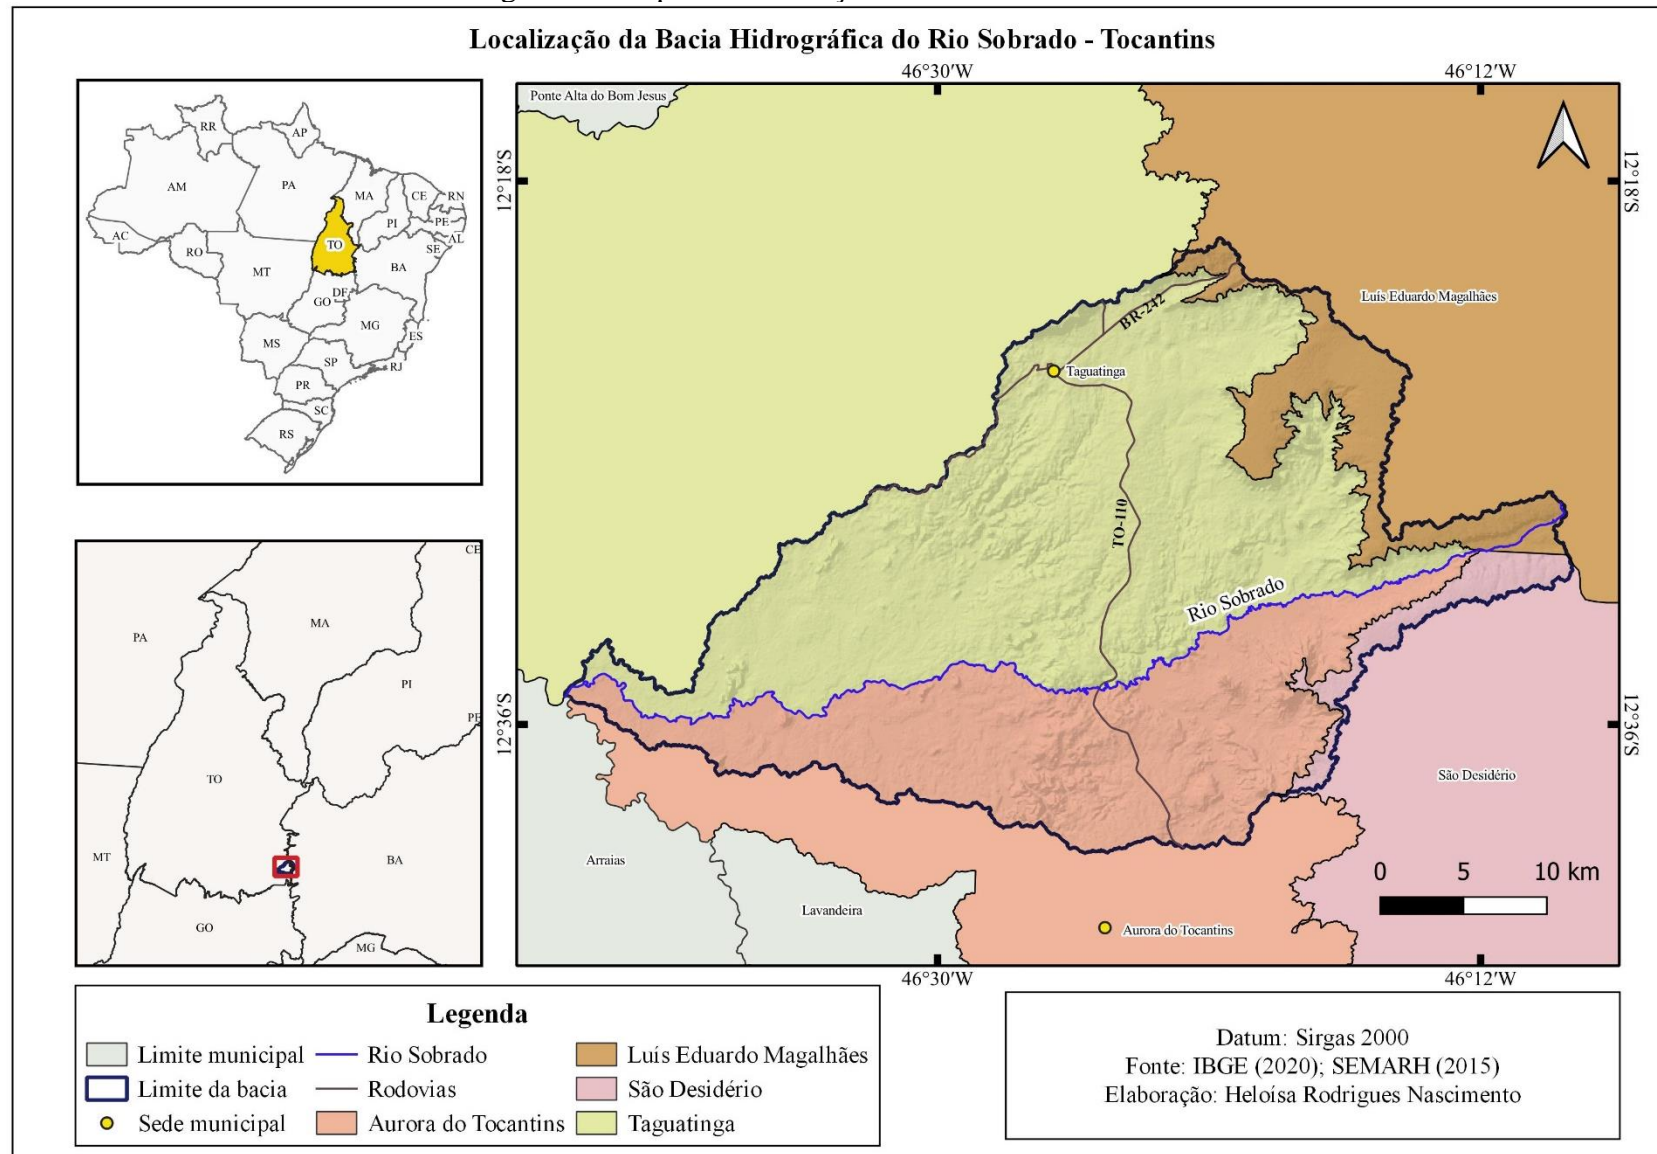 Localização da Bacia Hidrográfica do Rio Sobrado - Tocantins
RR
AP
AM
PA
MA
CE
RN
PI
PE
AL
SE
AC
RO
TO
BA
MT
DF
GO
MG
ES
MS
SP
RJ
PR
SC
RS
46°30'W
46°12'W
12°18'S
12°18'S
Ponte Alta do Bom Jesus
Luís Eduardo Magalhães
BR-242
Taguatinga
TO-110
Rio Sobrado
12°36'S
12°36'S
São Desidério
Arraias
Lavandeira
Aurora do Tocantins
0 5 10 km
46°30'W
46°12'W
CE
PA
MA
PI
PE
TO
MT
BA
GO
MG
Legenda
Limite municipal
Limite da bacia
Sede municipal
Rio Sobrado
Rodovias
Aurora do Tocantins
Luís Eduardo Magalhães
São Desidério
Taguatinga
Datum: Sirgas 2000
Fonte: IBGE (2020); SEMARH (2015)
Elaboração: Heloísa Rodrigues Nascimento